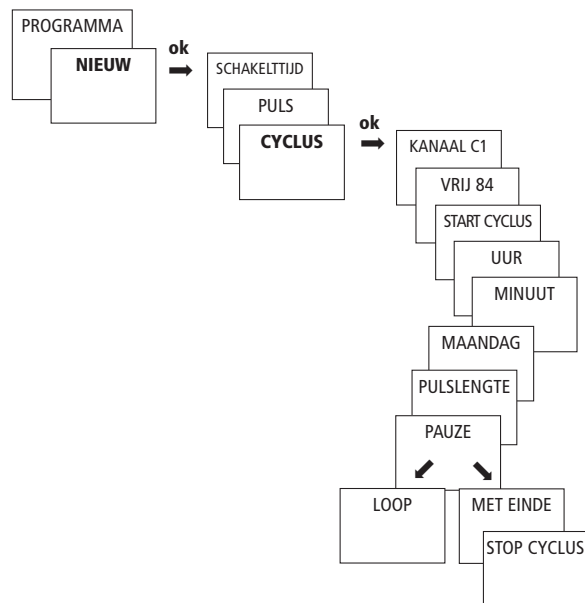 PROGRAMMA
NIEUW
ok
SCHAKELTTIJD
PULS
CYCLUS
ok
KANAAL C1
VRIJ 84
START CYCLUS
UUR
MINUUT
MAANDAG
PULSLENGTE
PAUZE
LOOP
MET EINDE
STOP CYCLUS